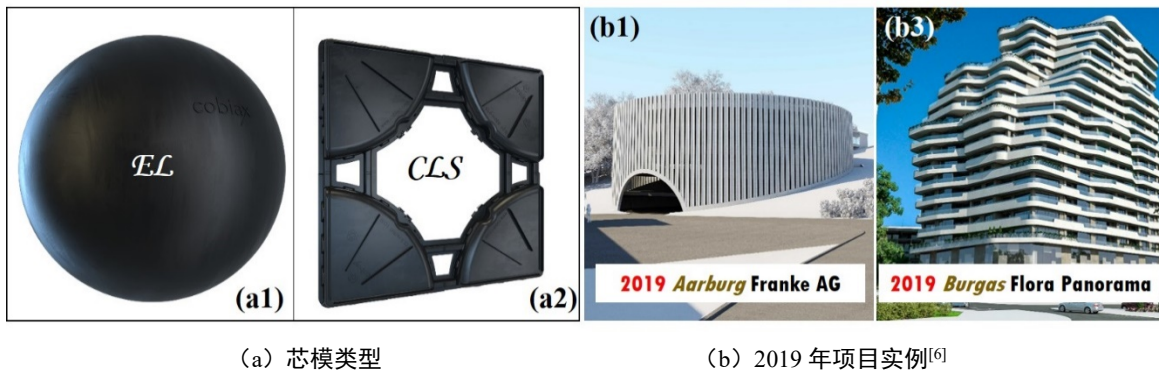 cobiax
EL
(a1)
CLS
(a2)
(b1)
2019 Aarburg Franke AG
(b3)
2019 Burgas Flora Panorama
（a）芯模类型
（b）2019 年项目实例[6]